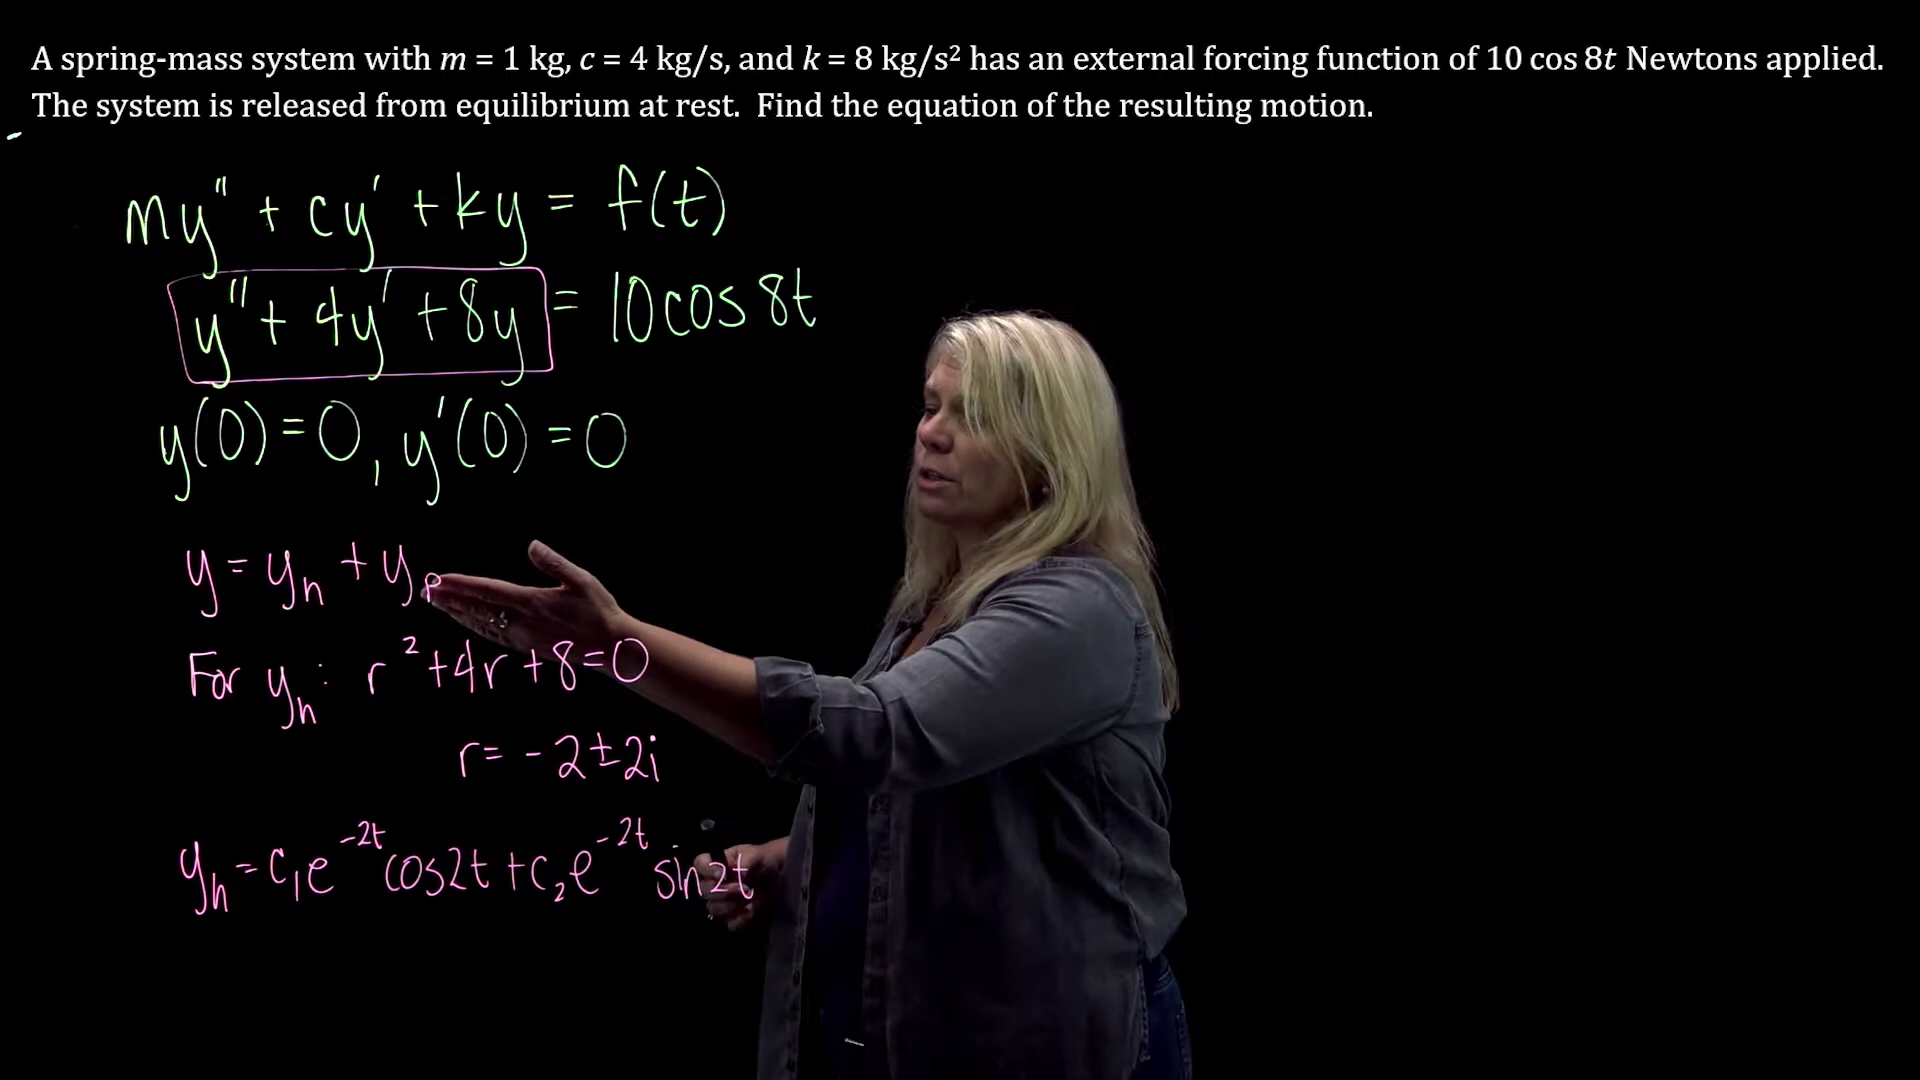 A spring-mass system with m = 1 kg, c = 4 kg/s, and k = 8 kg/s² has an external forcing function of 10 cos 8t Newtons applied.
The system is released from equilibrium at rest. Find the equation of the resulting motion.
my" + cy' + ky = f(t)
y" + 4y' + 8y = 10cos 8t
y(0) = 0, y'(0) = 0
y = yₕ + yₚ
For yₕ: r² + 4r + 8 = 0
r = -2 ± 2i
yₕ = c₁e⁻²ᵗ cos2t + c₂e⁻²ᵗ sin2t